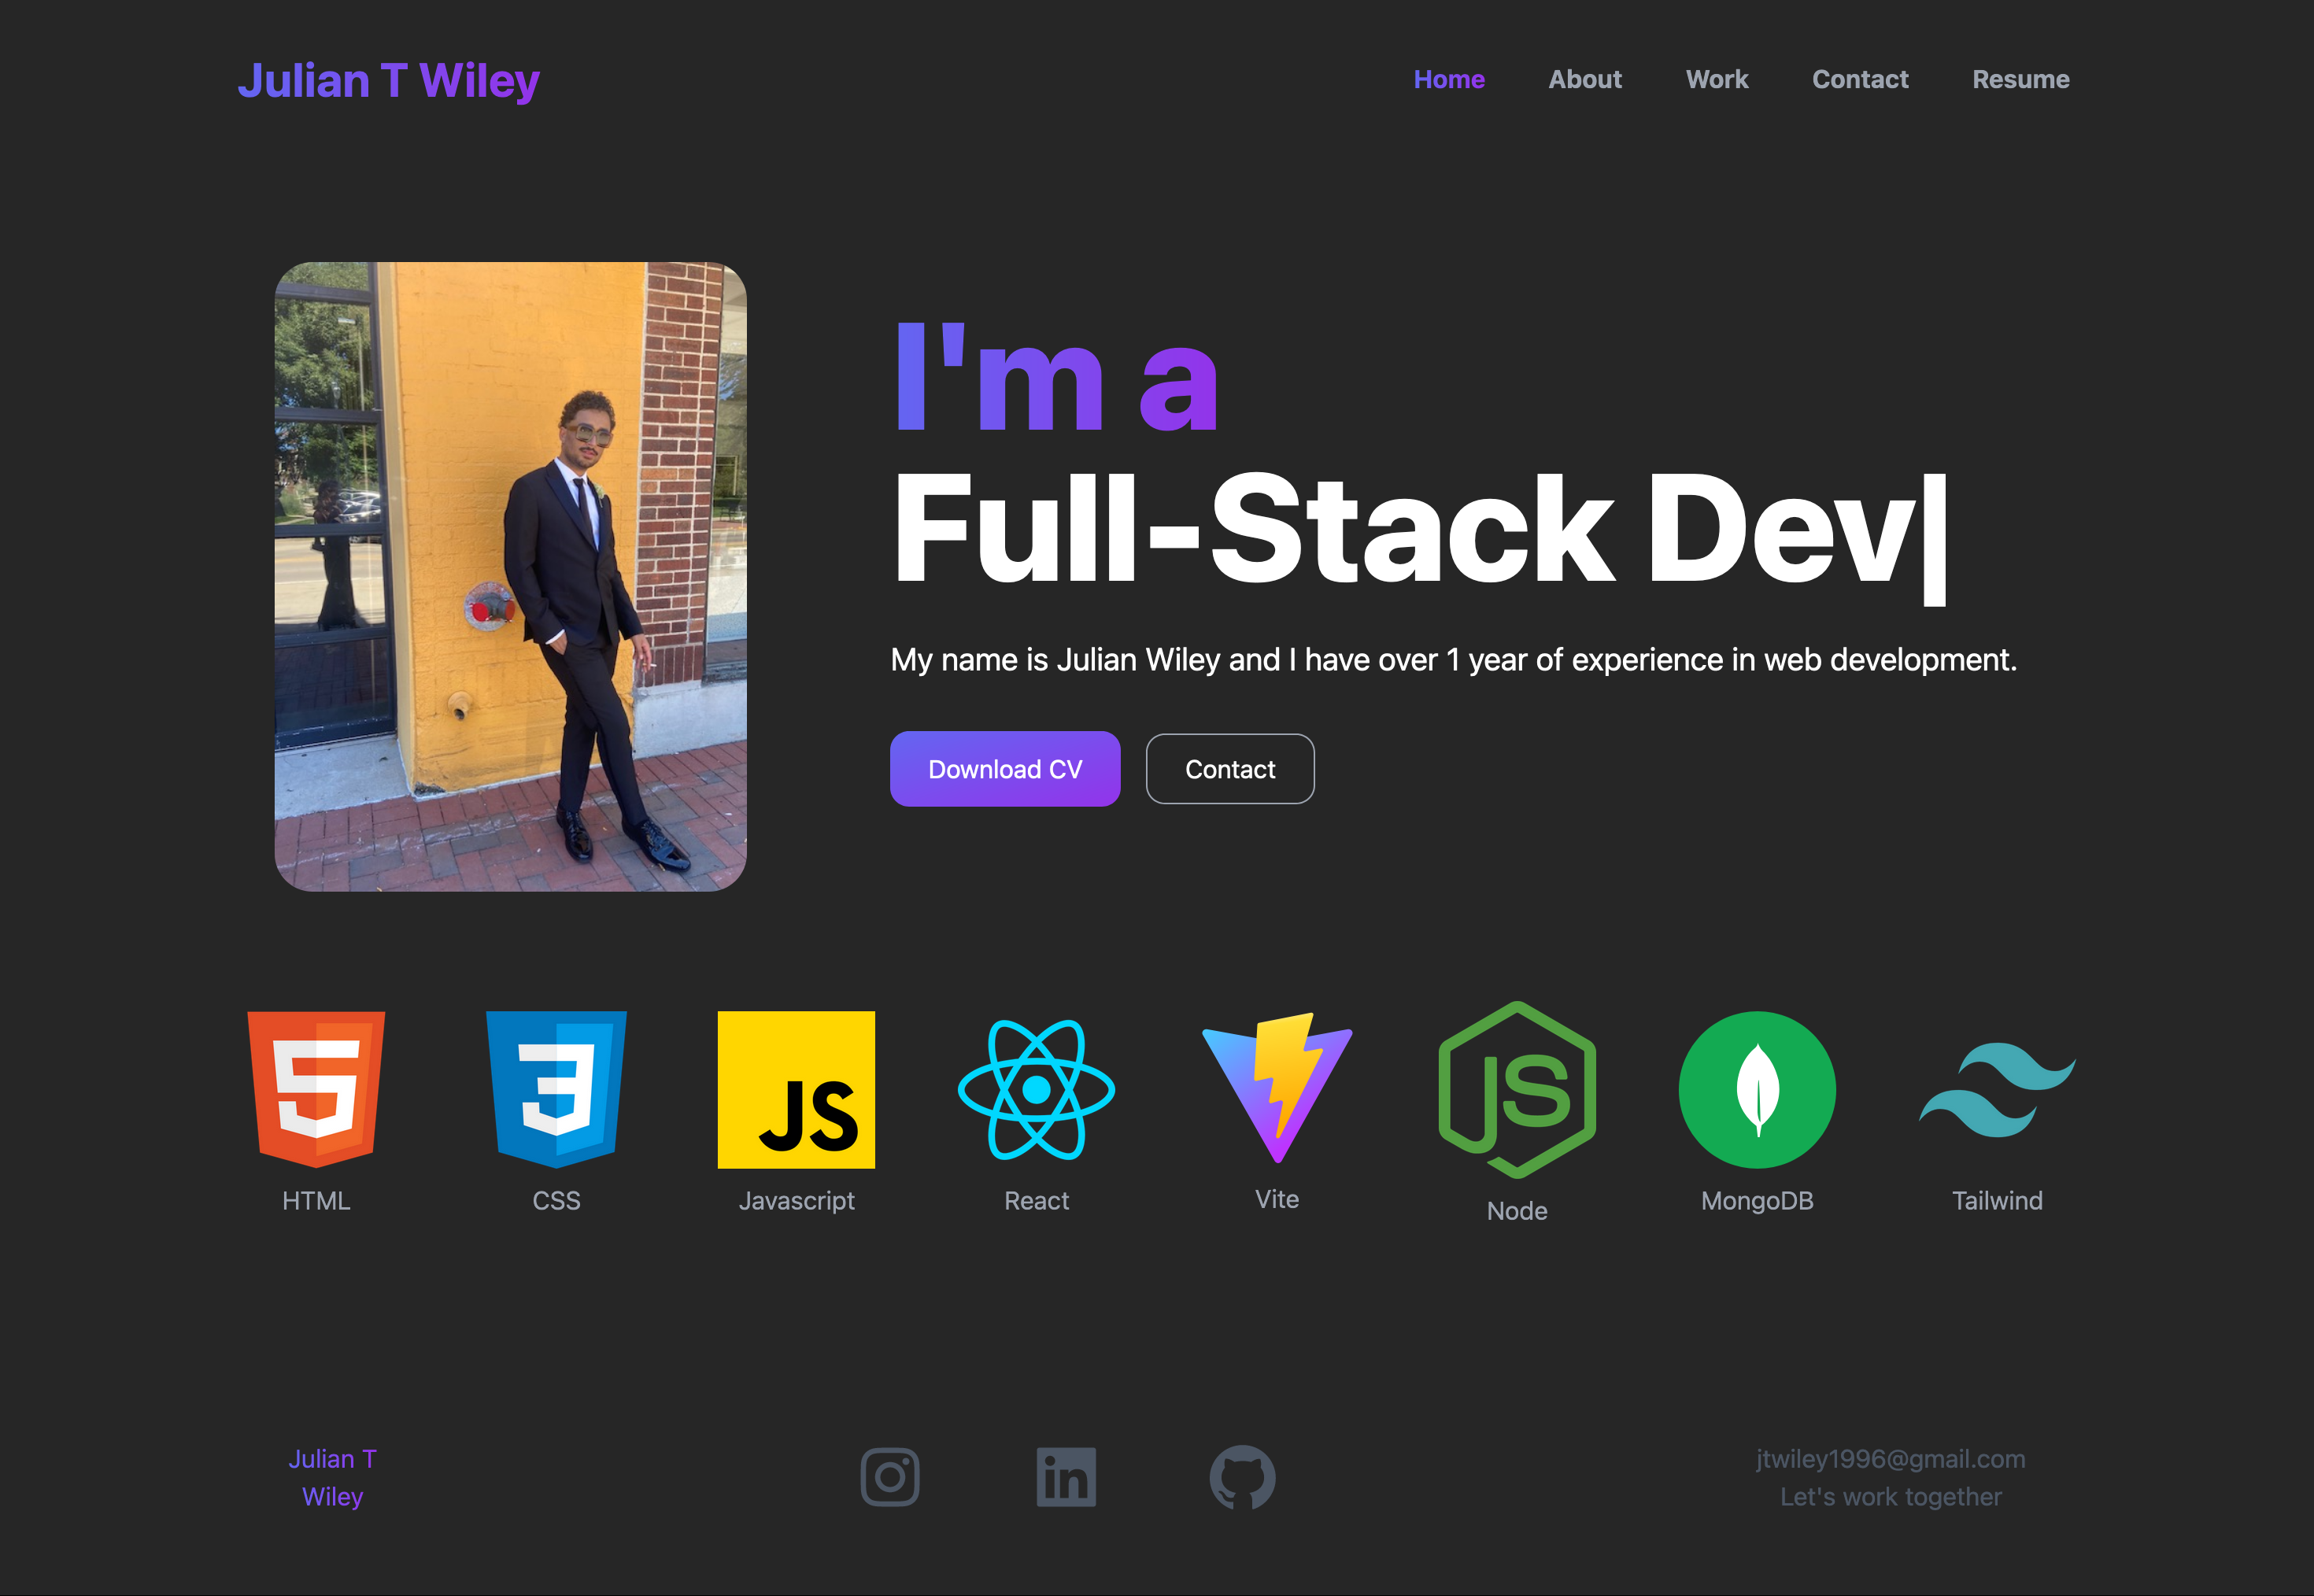 Julian T Wiley
Home About Work Contact Resume
I'm a
Full-Stack Dev|
My name is Julian Wiley and I have over 1 year of experience in web development.
Download CV Contact
JS
JS
HTML CSS Javascript React Vite Node MongoDB Tailwind
in
Julian T
Wiley
jtwiley1996@gmail.com
Let's work together